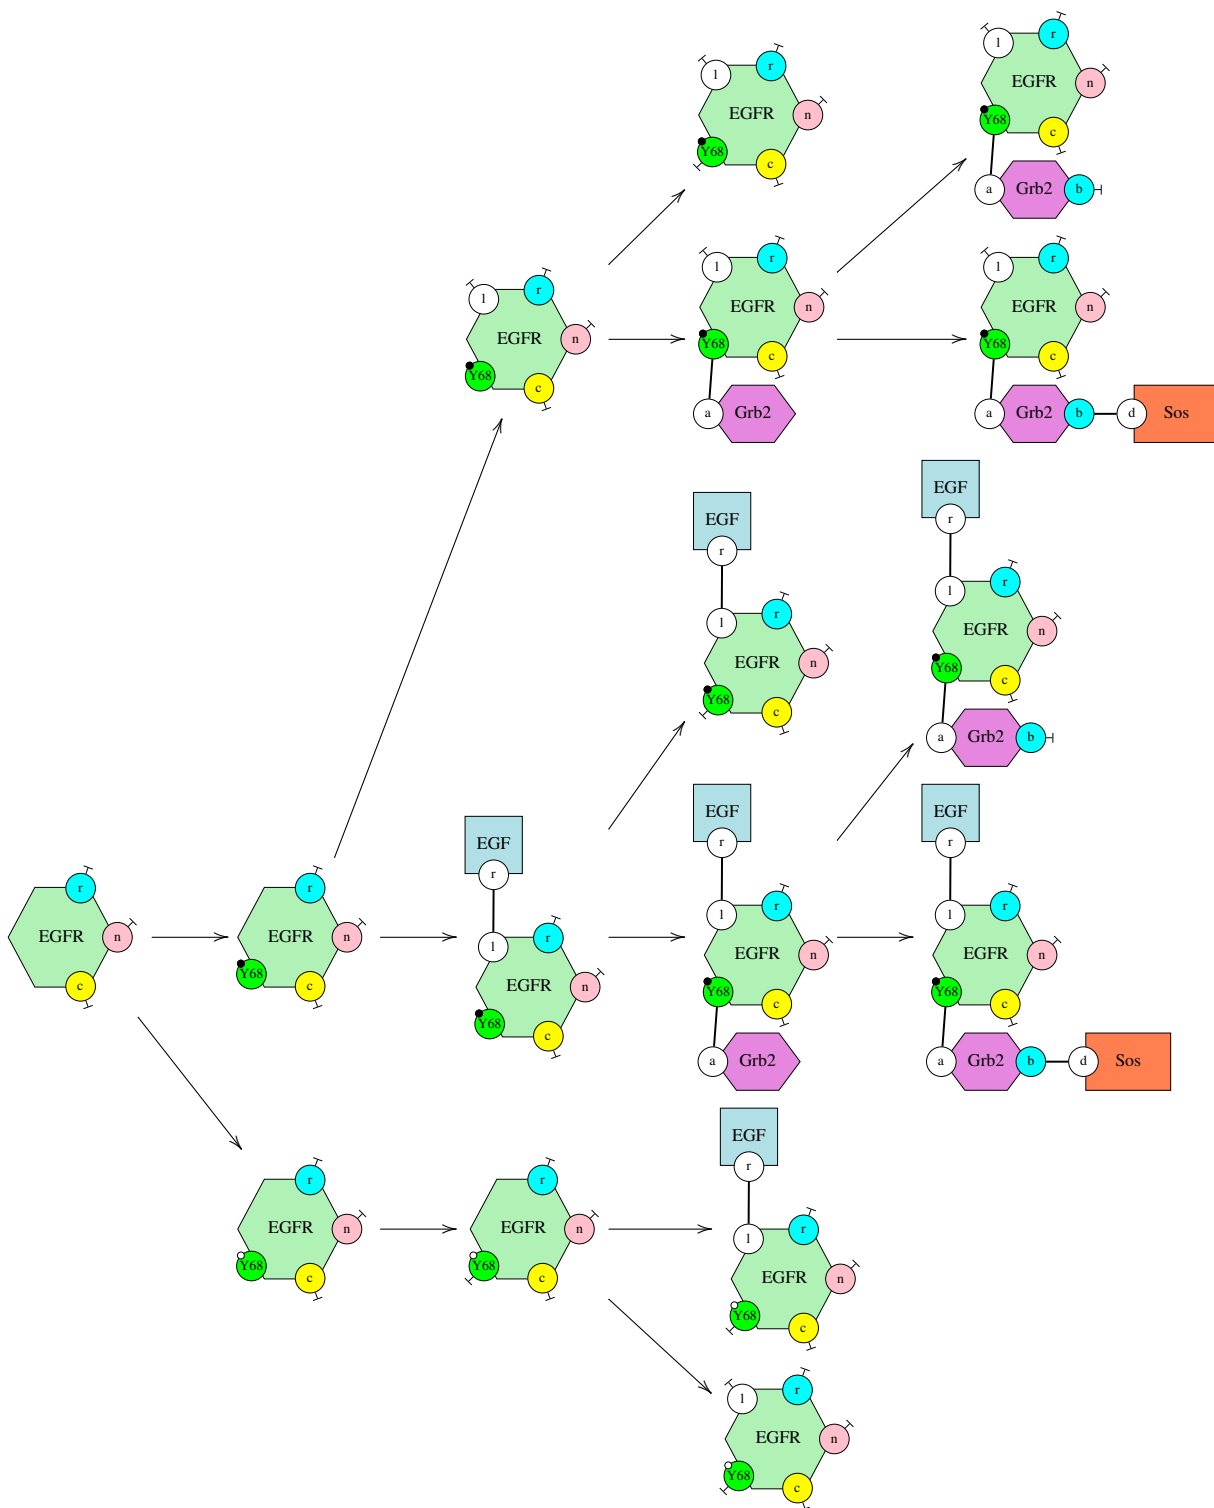 l r
EGFR n
Y68 c
a Grb2 b
l r
EGFR n
Y68 c
l r
EGFR n
Y68 c
a Grb2
l r
EGFR n
Y68 c
a Grb2 b d Sos
l r
EGFR n
Y68 c
EGF
r
l r
EGFR n
Y68 c
a Grb2 b
EGF
r
l r
EGFR n
Y68 c
EGF
r
l r
EGFR n
Y68 c
a Grb2
EGF
r
l r
EGFR n
Y68 c
a Grb2 b d Sos
EGF
r
l r
EGFR n
Y68 c
r
EGFR n
c
r
EGFR n
Y68 c
r
EGFR n
Y68 c
r
EGFR n
Y68 c
EGF
r
l r
EGFR n
Y68 c
l r
EGFR n
Y68 c